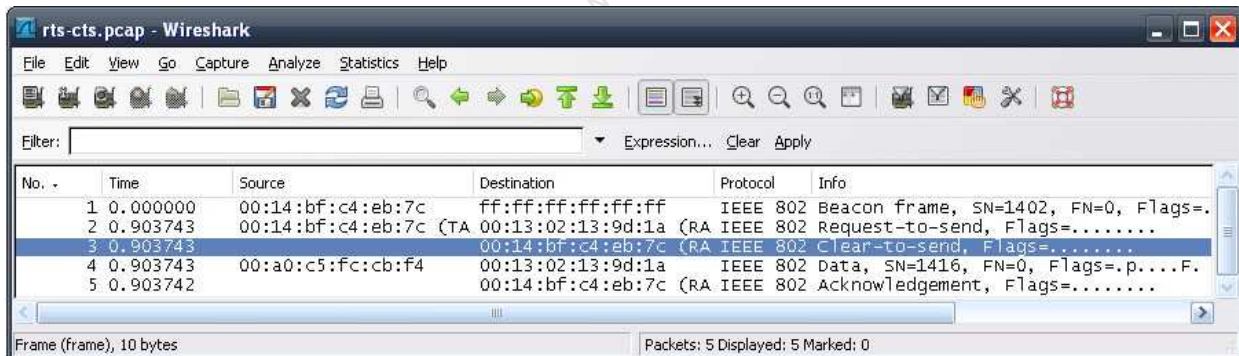 rts-cts.pcap - Wireshark
File Edit View Go Capture Analyze Statistics Help
Filter: Expression... Clear Apply
No. - Time Source Destination Protocol Info
1 0.000000 00:14:bf:c4:eb:7c ff:ff:ff:ff:ff:ff IEEE 802 Beacon frame, SN=1402, FN=0, Flags=.
2 0.903743 00:14:bf:c4:eb:7c (TA 00:13:02:13:9d:1a (RA IEEE 802 Request-to-send, Flags=........
3 0.903743 00:14:bf:c4:eb:7c (RA IEEE 802 Clear-to-send, Flags=........
4 0.903743 00:a0:c5:fc:cb:f4 00:13:02:13:9d:1a IEEE 802 Data, SN=1416, FN=0, Flags=.p....F.
5 0.903742 00:14:bf:c4:eb:7c (RA IEEE 802 Acknowledgement, Flags=........
Frame (frame), 10 bytes Packets: 5 Displayed: 5 Marked: 0